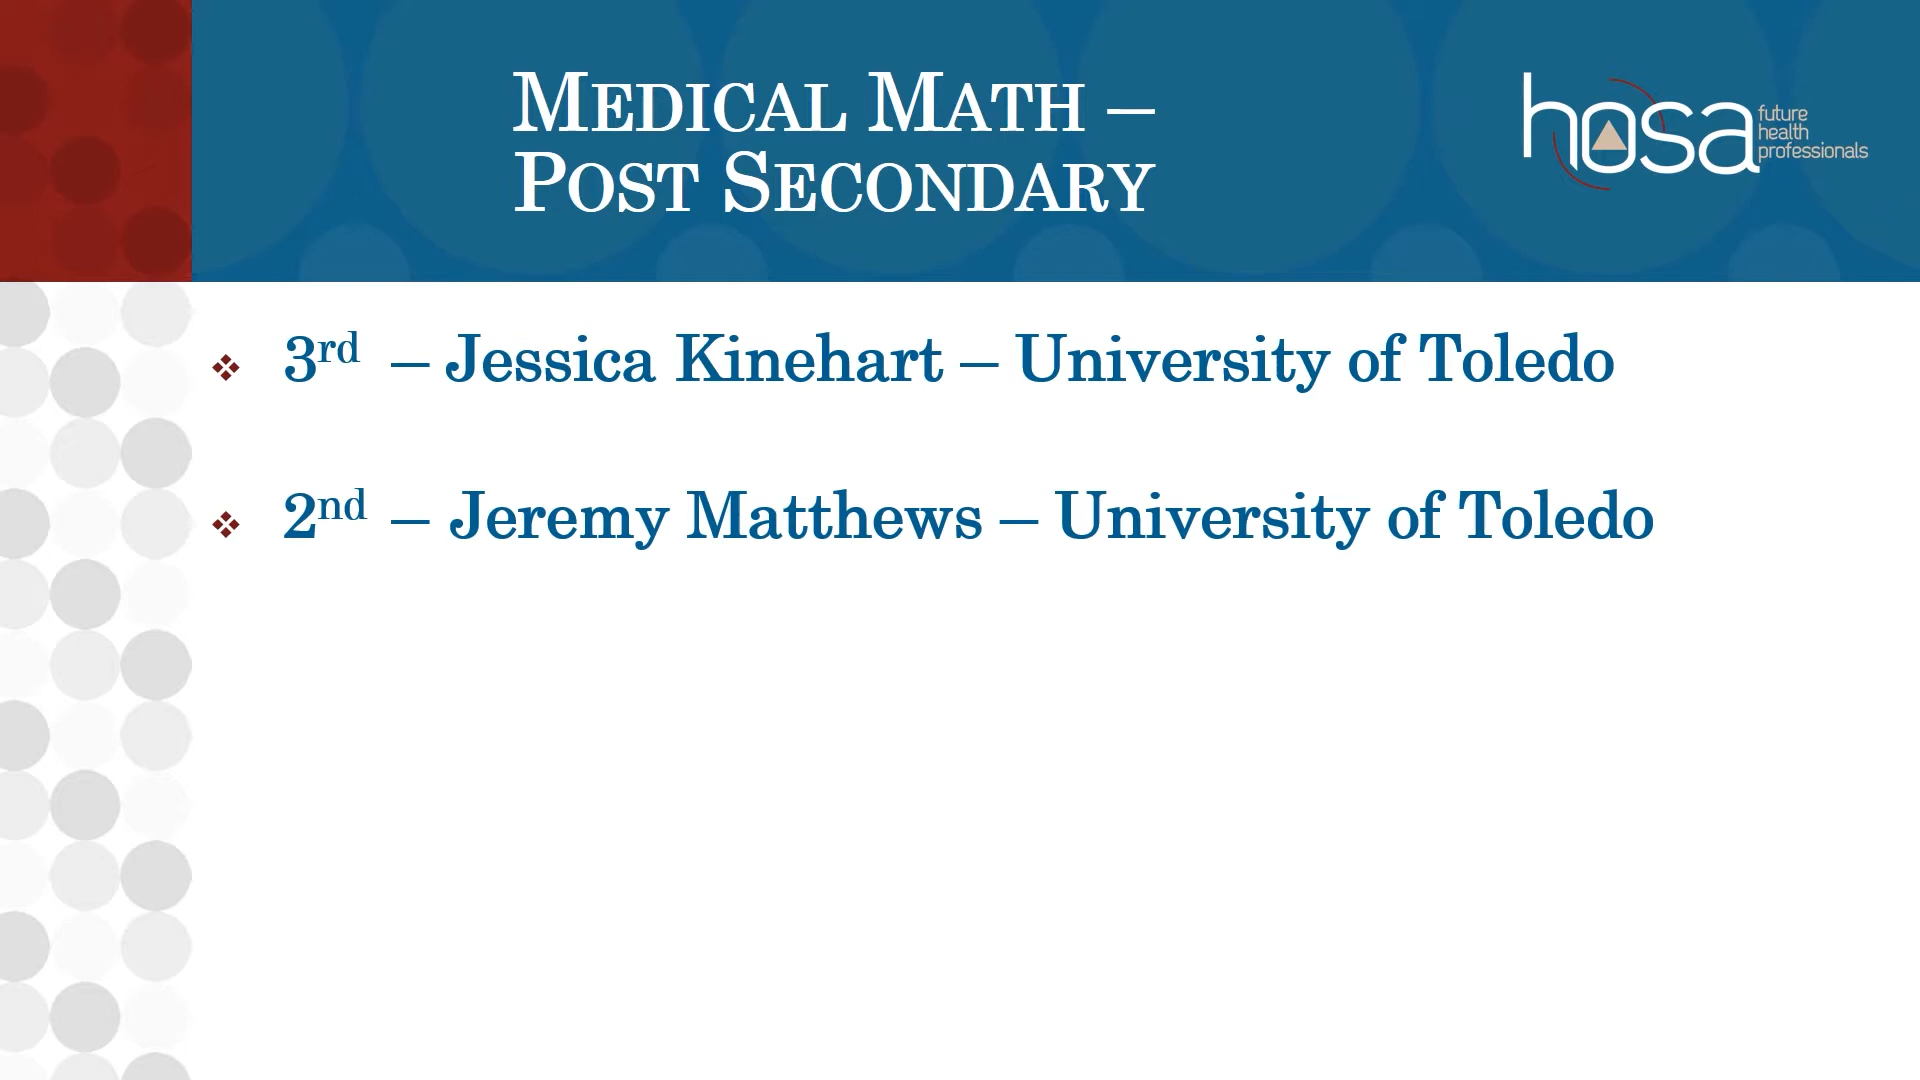 Medical Math –
Post Secondary
hosa
future
health
professionals
3rd – Jessica Kinehart – University of Toledo
2nd – Jeremy Matthews – University of Toledo